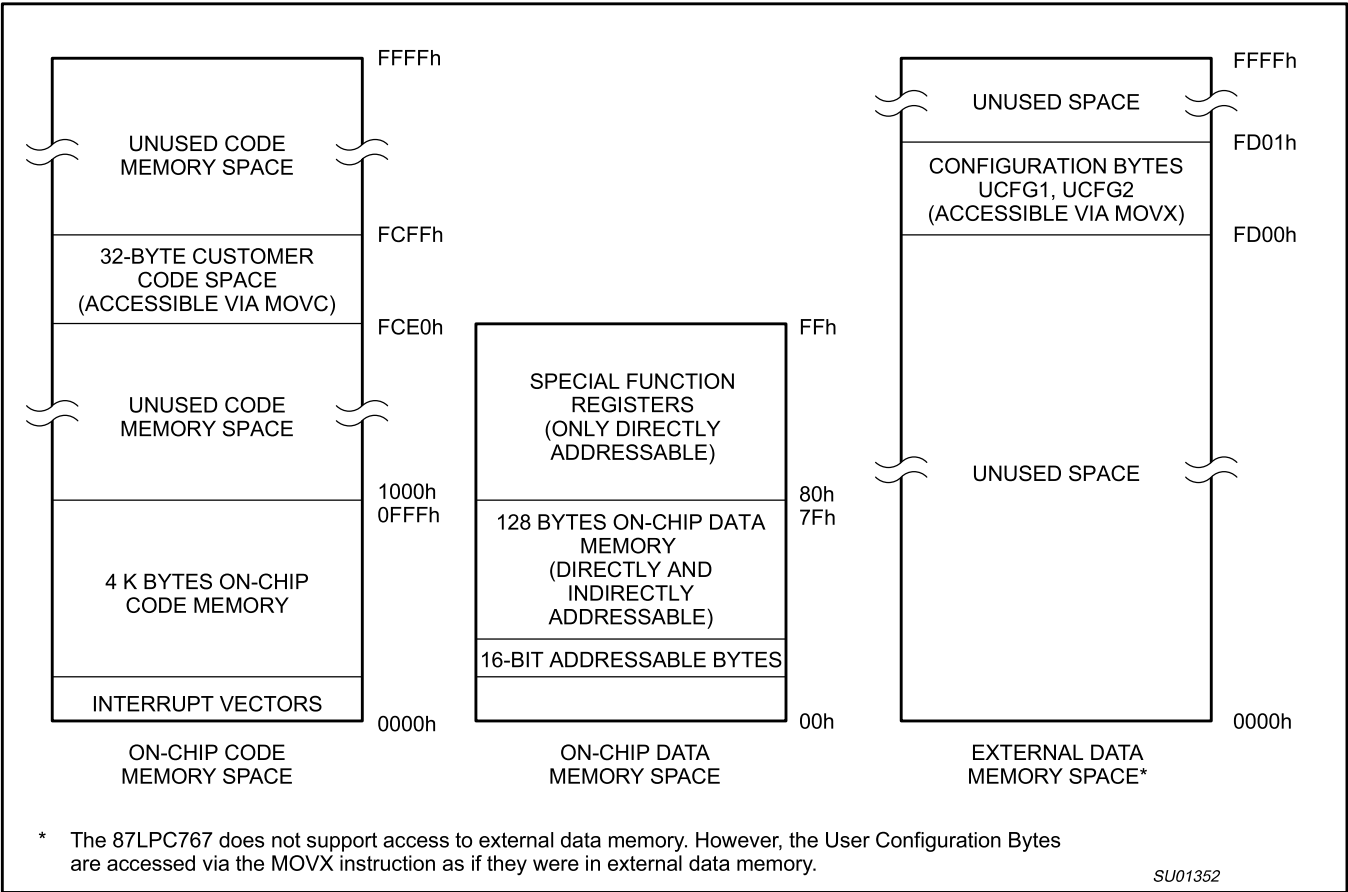 FFFFh
UNUSED CODE
MEMORY SPACE
FCFFh
32-BYTE CUSTOMER
CODE SPACE
(ACCESSIBLE VIA MOVC)
FCE0h
UNUSED CODE
MEMORY SPACE
1000h
0FFFh
4 K BYTES ON-CHIP
CODE MEMORY
INTERRUPT VECTORS
0000h
ON-CHIP CODE
MEMORY SPACE
FFh
SPECIAL FUNCTION
REGISTERS
(ONLY DIRECTLY
ADDRESSABLE)
80h
7Fh
128 BYTES ON-CHIP DATA
MEMORY
(DIRECTLY AND
INDIRECTLY
ADDRESSABLE)
16-BIT ADDRESSABLE BYTES
00h
ON-CHIP DATA
MEMORY SPACE
FFFFh
UNUSED SPACE
FD01h
CONFIGURATION BYTES
UCFG1, UCFG2
(ACCESSIBLE VIA MOVX)
FD00h
UNUSED SPACE
0000h
EXTERNAL DATA
MEMORY SPACE*
* The 87LPC767 does not support access to external data memory. However, the User Configuration Bytes
are accessed via the MOVX instruction as if they were in external data memory.
SU01352